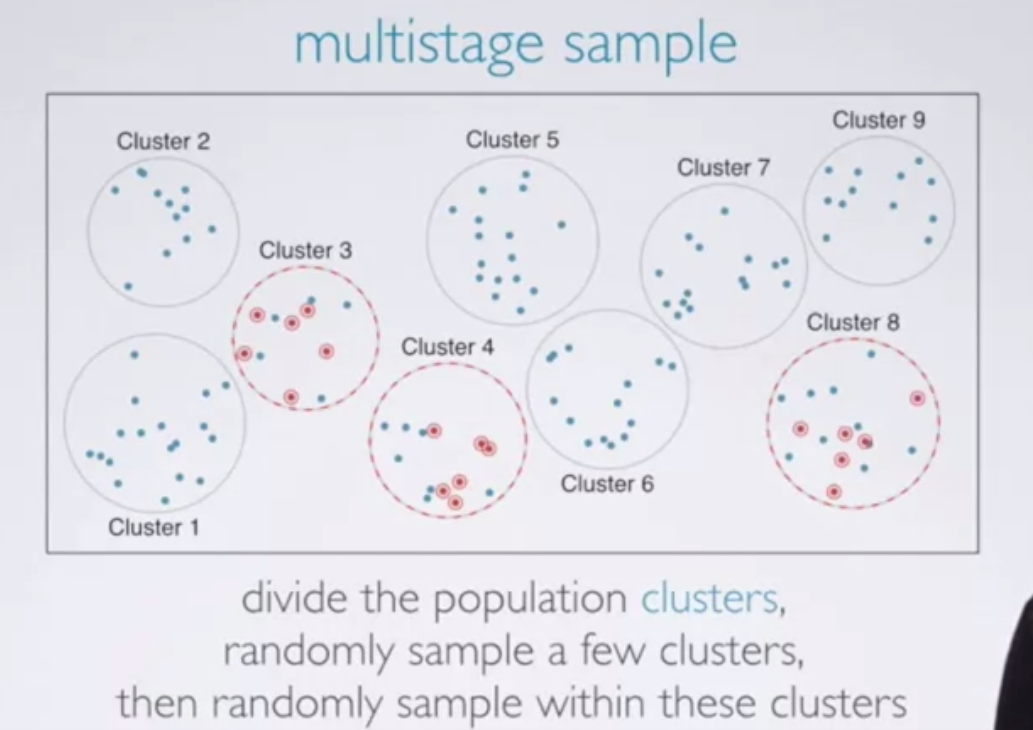 multistage sample
Cluster 9
Cluster 2
Cluster 5
Cluster 7
Cluster 3
Cluster 8
Cluster 4
Cluster 6
Cluster 1
divide the population clusters,
randomly sample a few clusters,
then randomly sample within these clusters